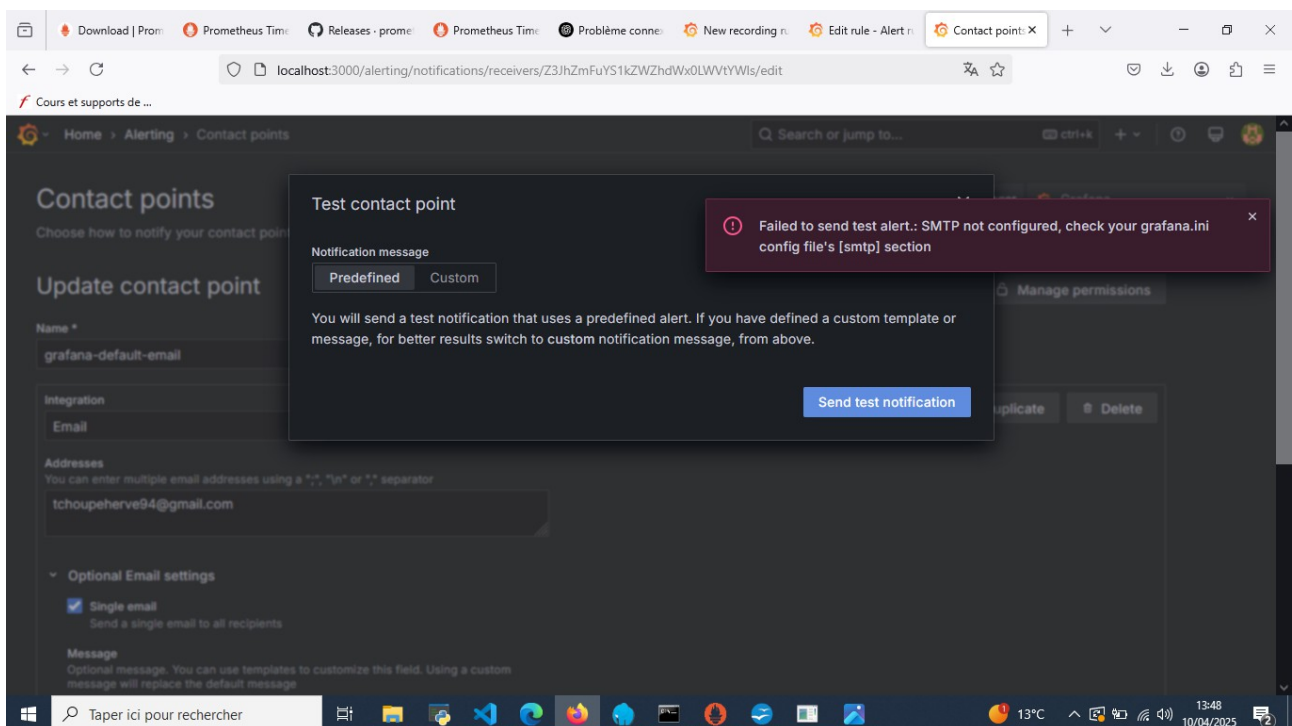 Download | Prom
Prometheus Time
Releases · prome
Prometheus Time
Problème conne
New recording ru
Edit rule - Alert r
Contact points
localhost:3000/alerting/notifications/receivers/Z3JhZmFuYS1kZWZhdWx0LWVtYWls/edit
Cours et supports de ...
Home > Alerting > Contact points
Search or jump to...
ctrl+k
Contact points
Choose how to notify your contact poin
Test contact point
Failed to send test alert.: SMTP not configured, check your grafana.ini
config file's [smtp] section
Notification message
Predefined
Custom
Update contact point
Manage permissions
You will send a test notification that uses a predefined alert. If you have defined a custom template or
message, for better results switch to custom notification message, from above.
Name *
grafana-default-email
Send test notification
Integration
Email
uplicate
Delete
Addresses
You can enter multiple email addresses using a ";", "\n" or "," separator
tchoupeherve94@gmail.com
Optional Email settings
Single email
Send a single email to all recipients
Message
Optional message. You can use templates to customize this field. Using a custom
message will replace the default message
Taper ici pour rechercher
13°C
13:48
10/04/2025